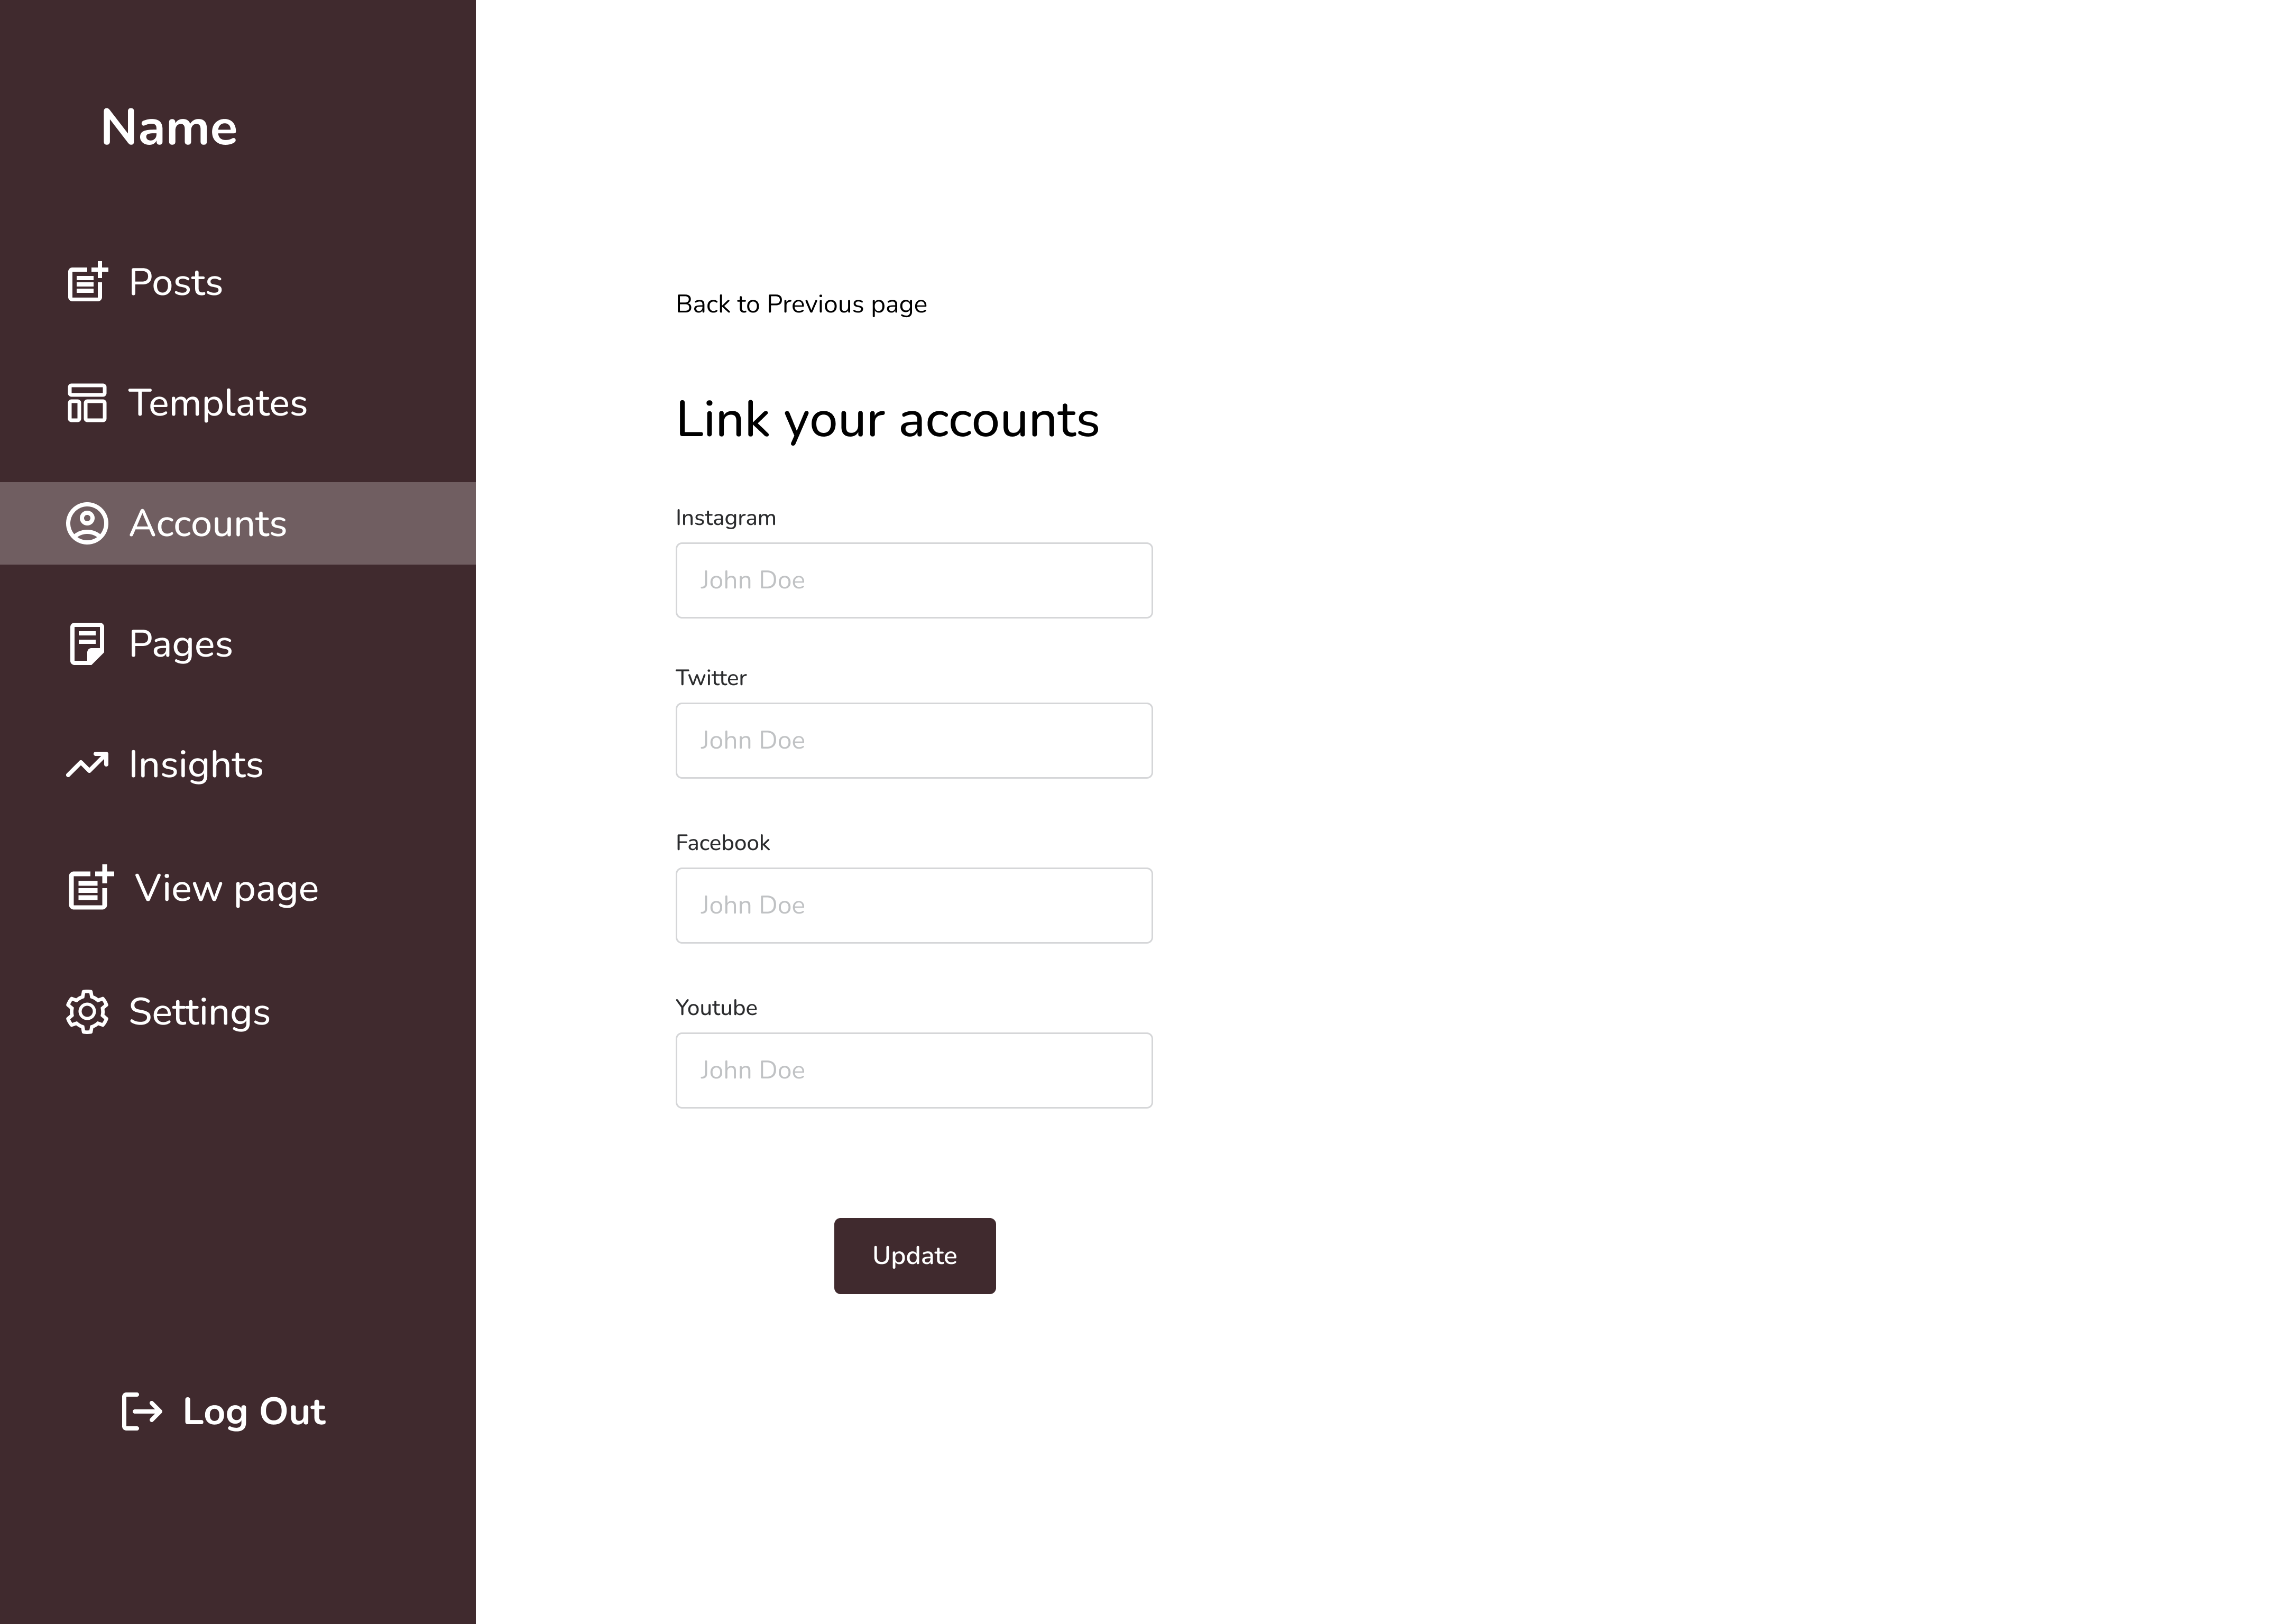 Name
Posts
Templates
Accounts
Pages
Insights
View page
Settings
Log Out
Back to Previous page
Link your accounts
Instagram
John Doe
Twitter
John Doe
Facebook
John Doe
Youtube
John Doe
Update